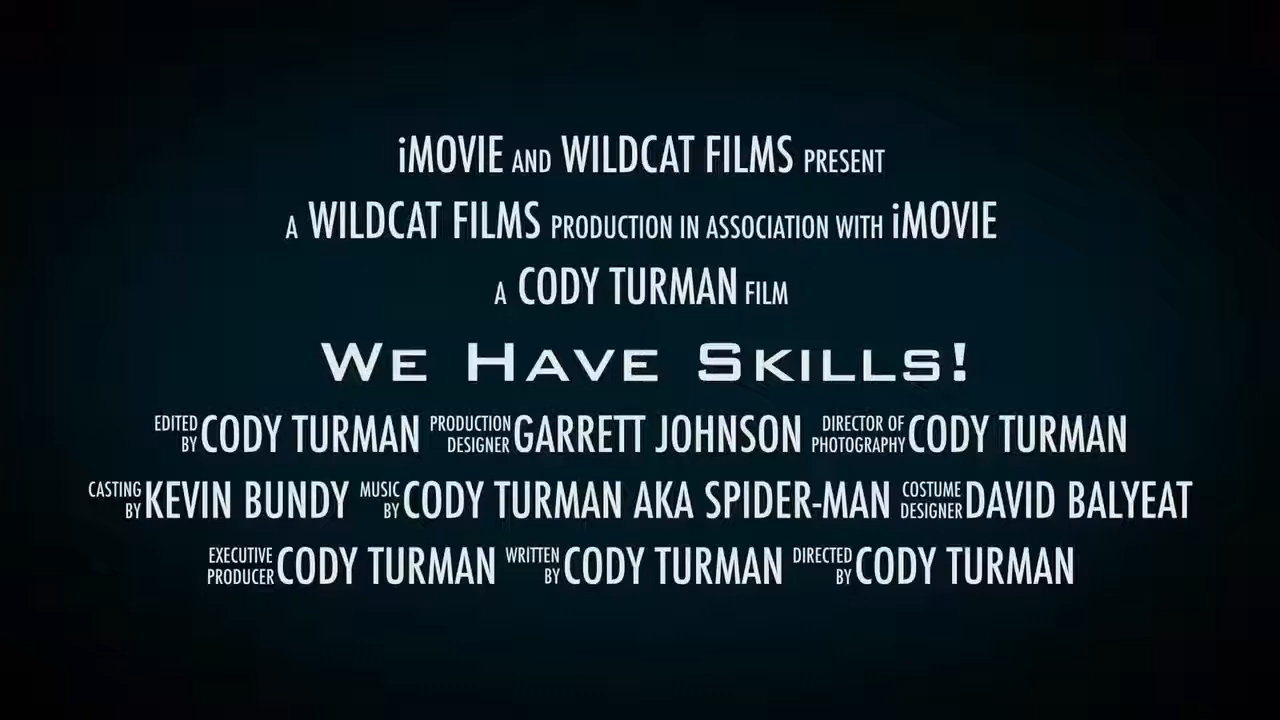 iMOVIE AND WILDCAT FILMS PRESENT
A WILDCAT FILMS PRODUCTION IN ASSOCIATION WITH iMOVIE
A CODY TURMAN FILM
WE HAVE SKILLS!
EDITED BY CODY TURMAN PRODUCTION DESIGNER GARRETT JOHNSON DIRECTOR OF PHOTOGRAPHY CODY TURMAN
CASTING BY KEVIN BUNDY MUSIC BY CODY TURMAN AKA SPIDER-MAN COSTUME DESIGNER DAVID BALYEAT
EXECUTIVE PRODUCER CODY TURMAN WRITTEN BY CODY TURMAN DIRECTED BY CODY TURMAN